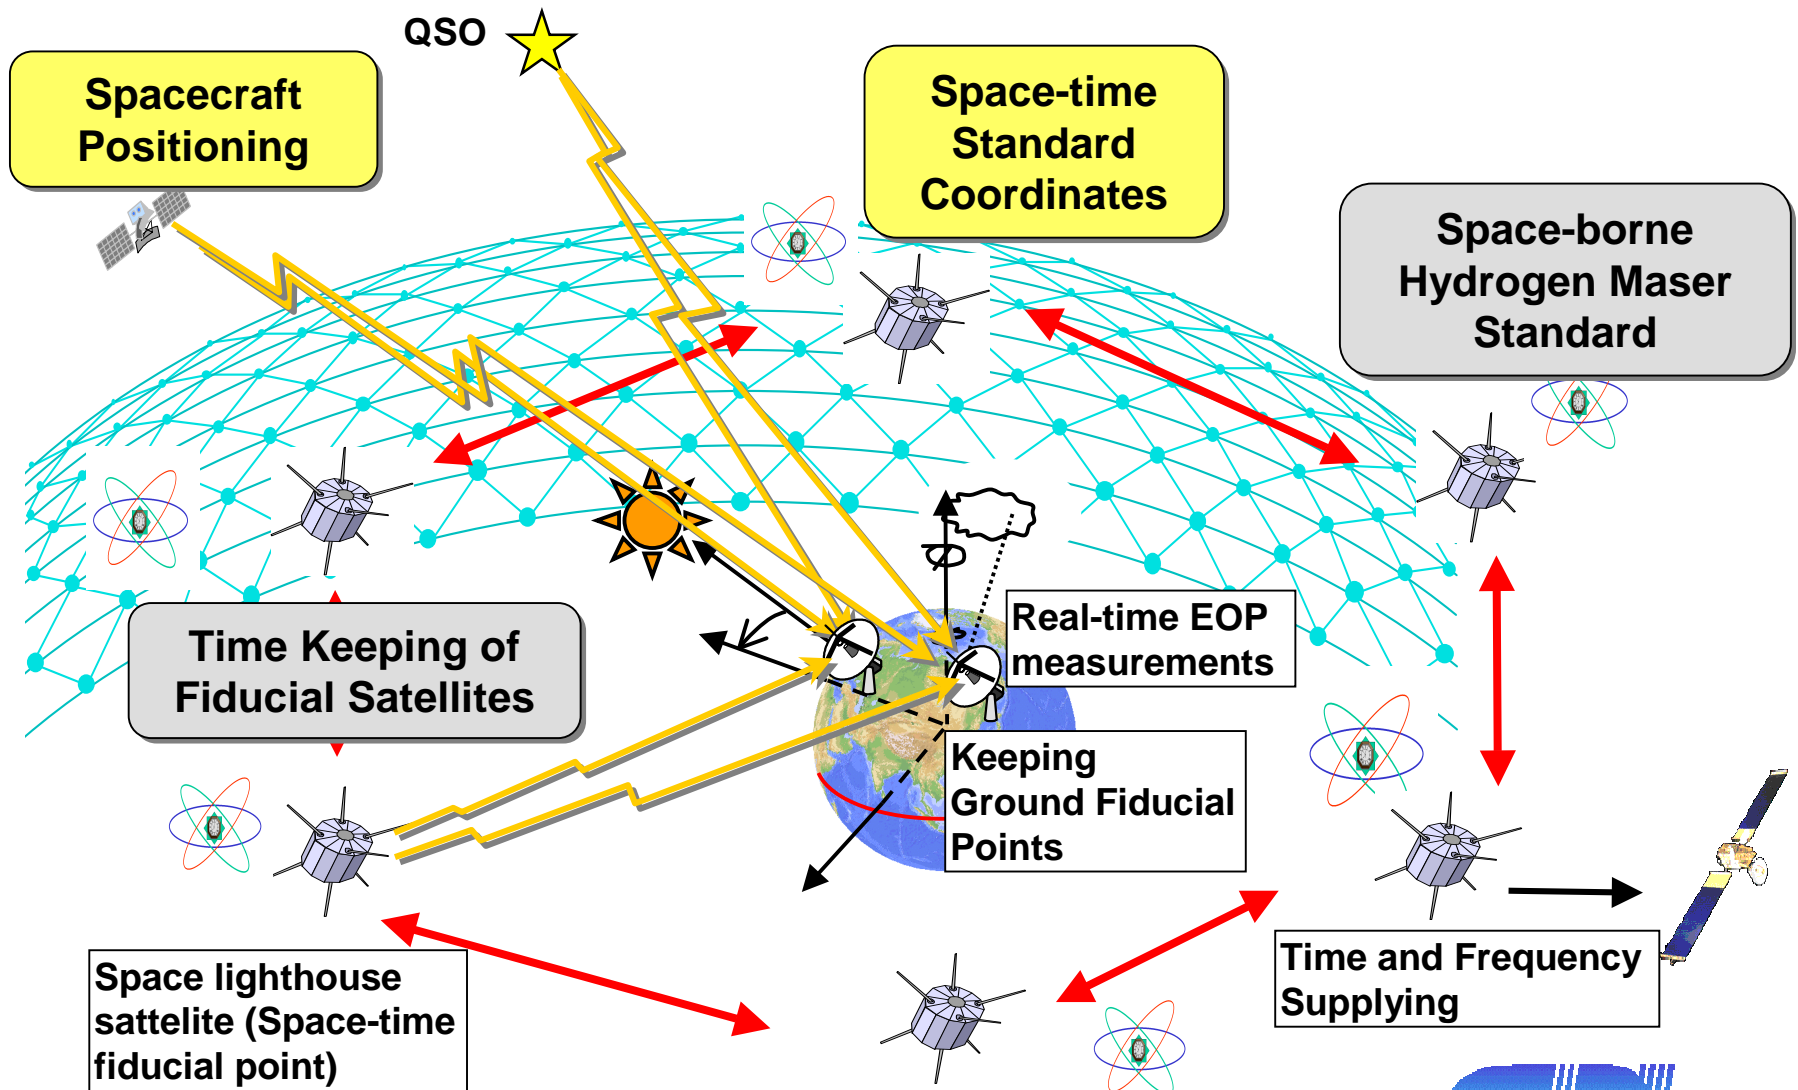 QSO
Spacecraft
Positioning
Space-time
Standard
Coordinates
Space-borne
Hydrogen Maser
Standard
Time Keeping of
Fiducial Satellites
Real-time EOP
measurements
Keeping
Ground Fiducial
Points
Space lighthouse
sattelite (Space-time
fiducial point)
Time and Frequency
Supplying